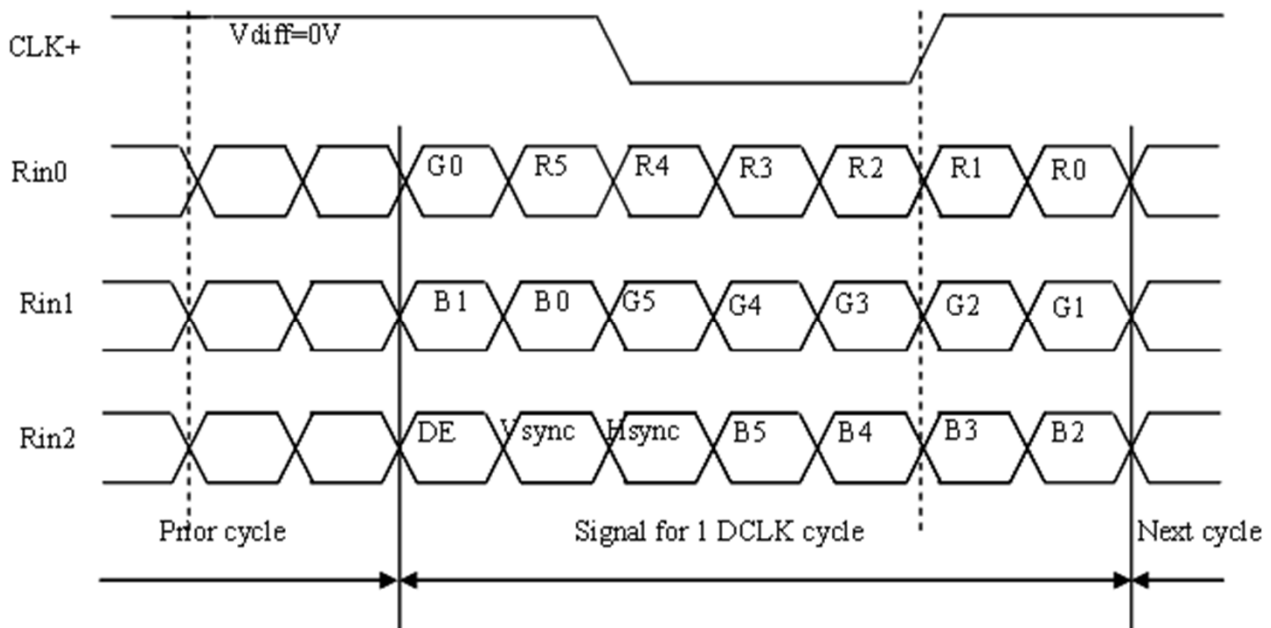 CLK+ Vdiff=0V
Rin0 G0 R5 R4 R3 R2 R1 R0
Rin1 B1 B0 G5 G4 G3 G2 G1
Rin2 DE Vsync Hsync B5 B4 B3 B2
Prior cycle Signal for 1 DCLK cycle Next cycle